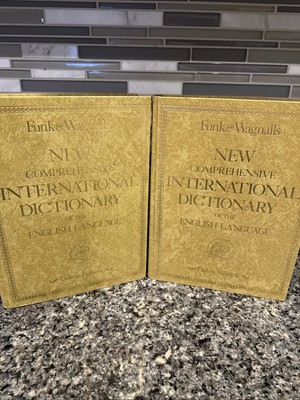 Funk & Wagnalls
NEW
COMPREHENSIVE
INTERNATIONAL
DICTIONARY
OF THE
ENGLISH LANGUAGE
Funk & Wagnalls
NEW
COMPREHENSIVE
INTERNATIONAL
DICTIONARY
OF THE
ENGLISH LANGUAGE